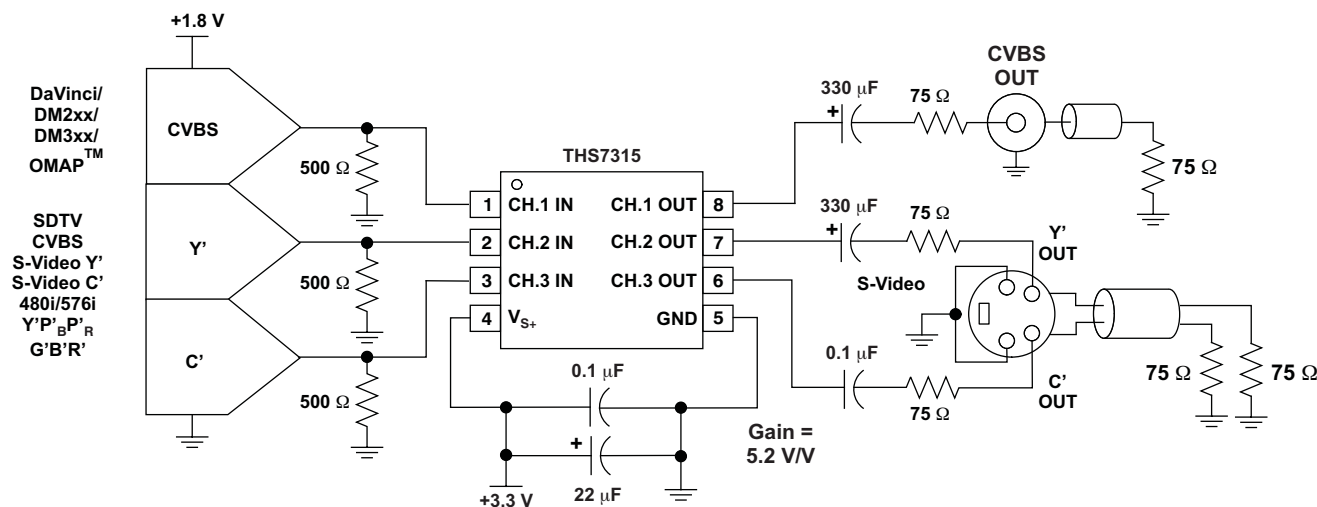 +1.8 V
DaVinci/
DM2xx/
DM3xx/
OMAP™
SDTV
CVBS
S-Video Y'
S-Video C'
480i/576i
Y'P'BP'R
G'B'R'
CVBS
Y'
C'
500 Ω
500 Ω
500 Ω
THS7315
1 CH.1 IN CH.1 OUT 8
2 CH.2 IN CH.2 OUT 7
3 CH.3 IN CH.3 OUT 6
4 VS+ GND 5
0.1 µF
+
22 µF
+3.3 V
Gain =
5.2 V/V
330 µF
+
75 Ω
CVBS
OUT
75 Ω
330 µF
+
75 Ω
Y'
OUT
S-Video
0.1 µF
75 Ω
C'
OUT
75 Ω
75 Ω